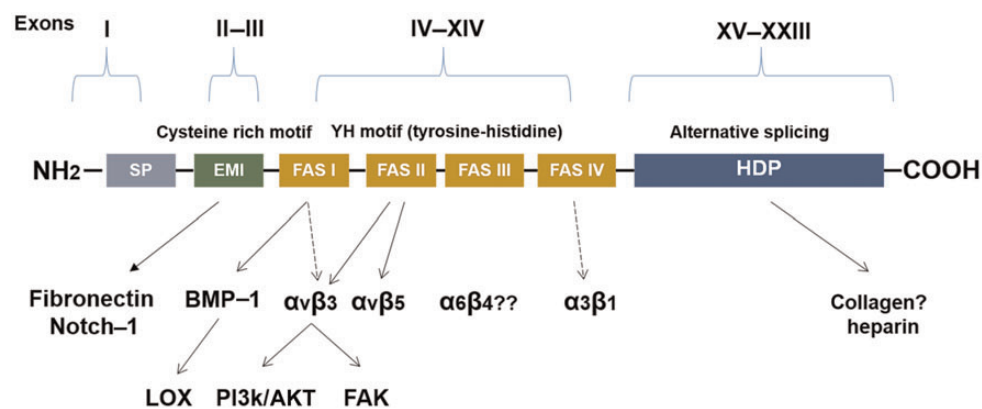 Exons I II–III IV–XIV XV–XXIII
Cysteine rich motif YH motif (tyrosine-histidine) Alternative splicing
NH2 SP EMI FAS I FAS II FAS III FAS IV HDP COOH
Fibronectin BMP–1 αvβ3 αvβ5 α6β4?? α3β1 Collagen?
Notch–1 heparin
LOX PI3k/AKT FAK